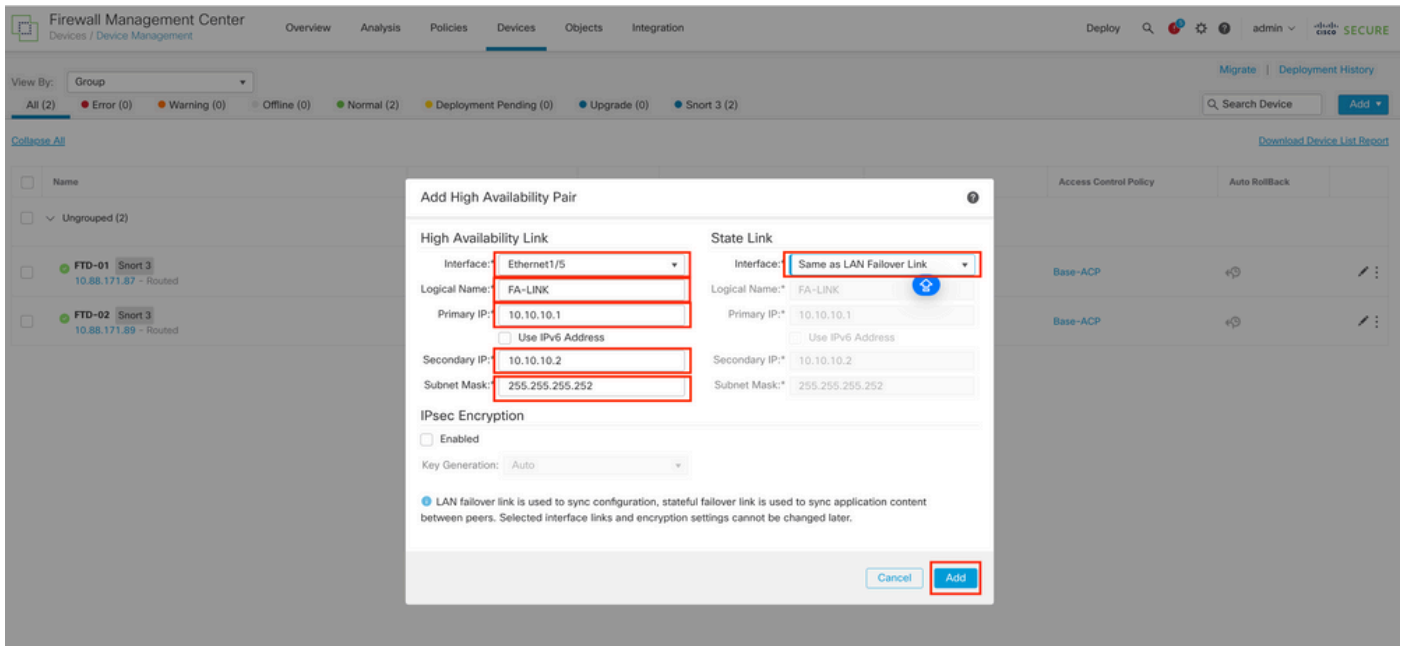 Firewall Management Center
Devices / Device Management
Overview Analysis Policies Devices Objects Integration
Deploy admin cisco SECURE
Migrate | Deployment History
View By: Group
All (2) Error (0) Warning (0) Offline (0) Normal (2) Deployment Pending (0) Upgrade (0) Snort 3 (2)
Search Device Add
Collapse All Download Device List Report
Name Access Control Policy Auto RollBack
Ungrouped (2)
FTD-01 Snort 3
10.88.171.87 - Routed
Base-ACP
FTD-02 Snort 3
10.88.171.89 - Routed
Base-ACP
Add High Availability Pair
High Availability Link
Interface:* Ethernet1/5
Logical Name:* FA-LINK
Primary IP:* 10.10.10.1
Use IPv6 Address
Secondary IP:* 10.10.10.2
Subnet Mask:* 255.255.255.252
State Link
Interface:* Same as LAN Failover Link
Logical Name:* FA-LINK
Primary IP:* 10.10.10.1
Use IPv6 Address
Secondary IP:* 10.10.10.2
Subnet Mask:* 255.255.255.252
IPsec Encryption
Enabled
Key Generation: Auto
LAN failover link is used to sync configuration, stateful failover link is used to sync application content
between peers. Selected interface links and encryption settings cannot be changed later.
Cancel Add